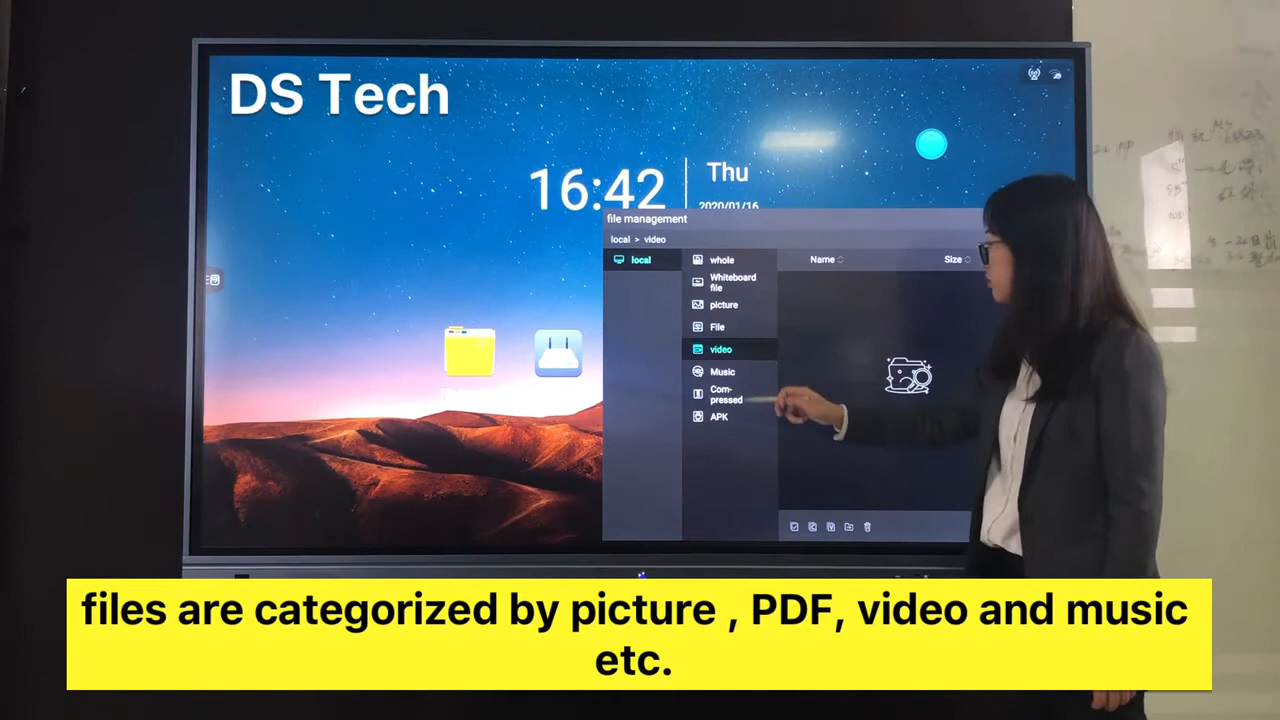 DS Tech
16:42
Thu
2020/01/16
file management
local > video
local
whole
Name
Size
Whiteboard
file
picture
File
video
Music
Com-
pressed
APK
files are categorized by picture , PDF, video and music
etc.